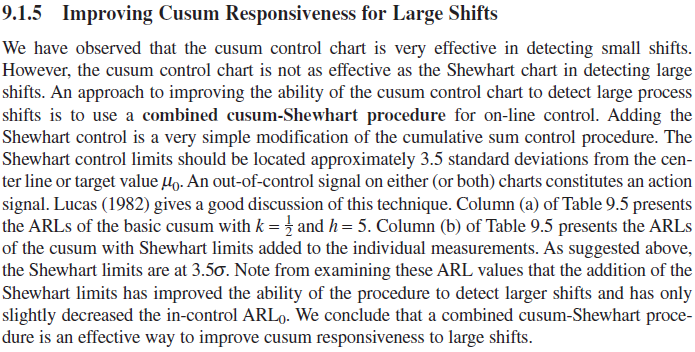 9.1.5 Improving Cusum Responsiveness for Large Shifts
We have observed that the cusum control chart is very effective in detecting small shifts.
However, the cusum control chart is not as effective as the Shewhart chart in detecting large
shifts. An approach to improving the ability of the cusum control chart to detect large process
shifts is to use a combined cusum-Shewhart procedure for on-line control. Adding the
Shewhart control is a very simple modification of the cumulative sum control procedure. The
Shewhart control limits should be located approximately 3.5 standard deviations from the cen-
ter line or target value μ₀. An out-of-control signal on either (or both) charts constitutes an action
signal. Lucas (1982) gives a good discussion of this technique. Column (a) of Table 9.5 presents
the ARLs of the basic cusum with k = ½ and h = 5. Column (b) of Table 9.5 presents the ARLs
of the cusum with Shewhart limits added to the individual measurements. As suggested above,
the Shewhart limits are at 3.5σ. Note from examining these ARL values that the addition of the
Shewhart limits has improved the ability of the procedure to detect larger shifts and has only
slightly decreased the in-control ARL₀. We conclude that a combined cusum-Shewhart proce-
dure is an effective way to improve cusum responsiveness to large shifts.